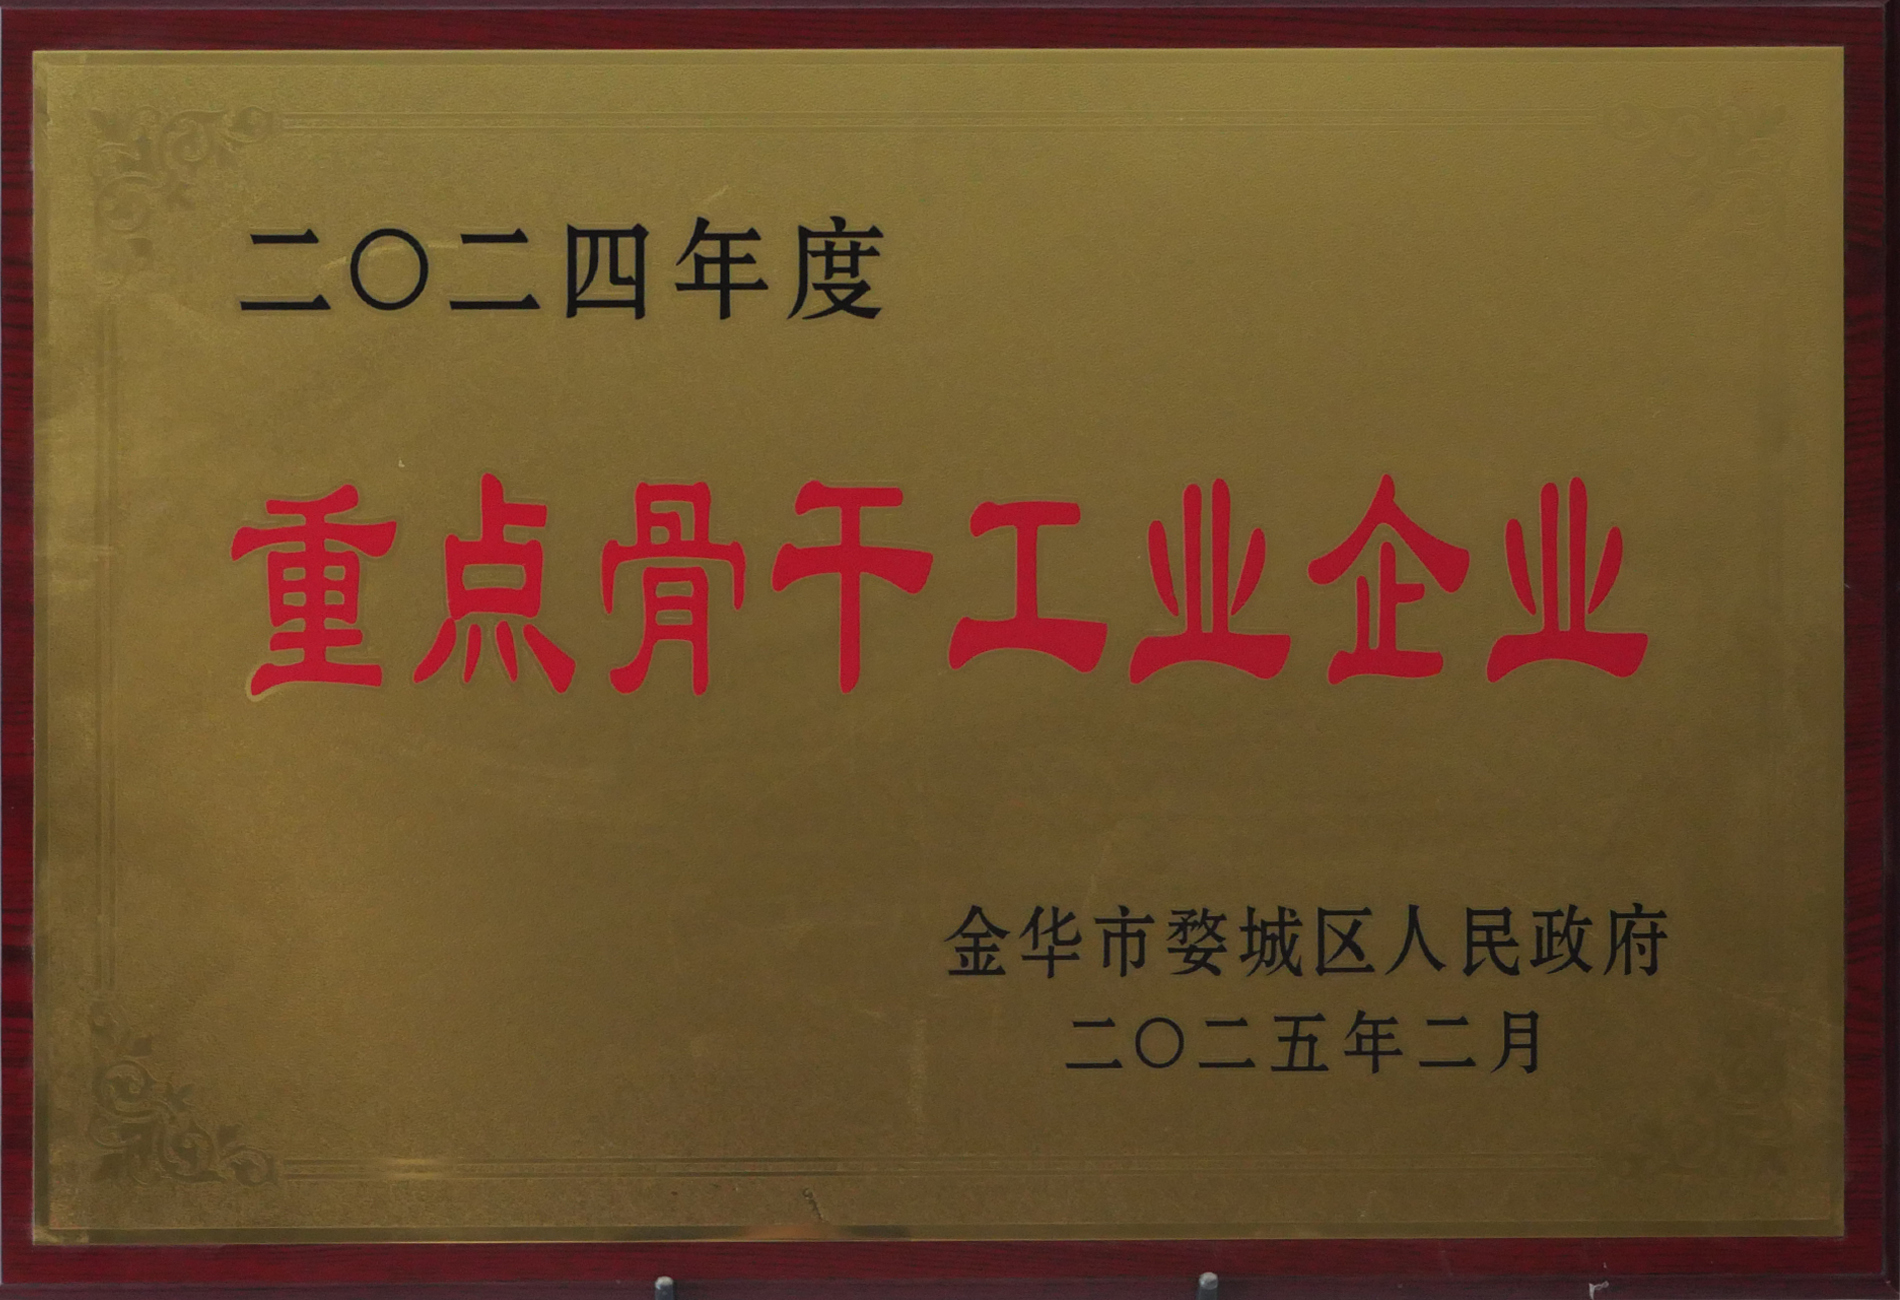 二〇二四年度
重点骨干工业企业
金华市婺城区人民政府
二〇二五年二月